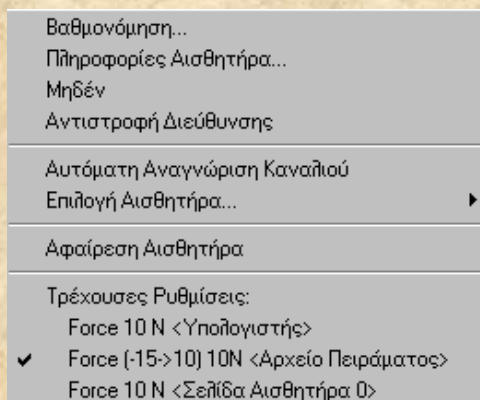 Βαθμονόμηση...
Πληροφορίες Αισθητήρα...
Μηδέν
Αντιστροφή Διεύθυνσης
Αυτόματη Αναγνώριση Καναλιού
Επιλογή Αισθητήρα...
Αφαίρεση Αισθητήρα
Τρέχουσες Ρυθμίσεις:
Force 10 N <Υπολογιστής>
Force (-15->10) 10N <Αρχείο Πειράματος>
Force 10 N <Σελίδα Αισθητήρα 0>